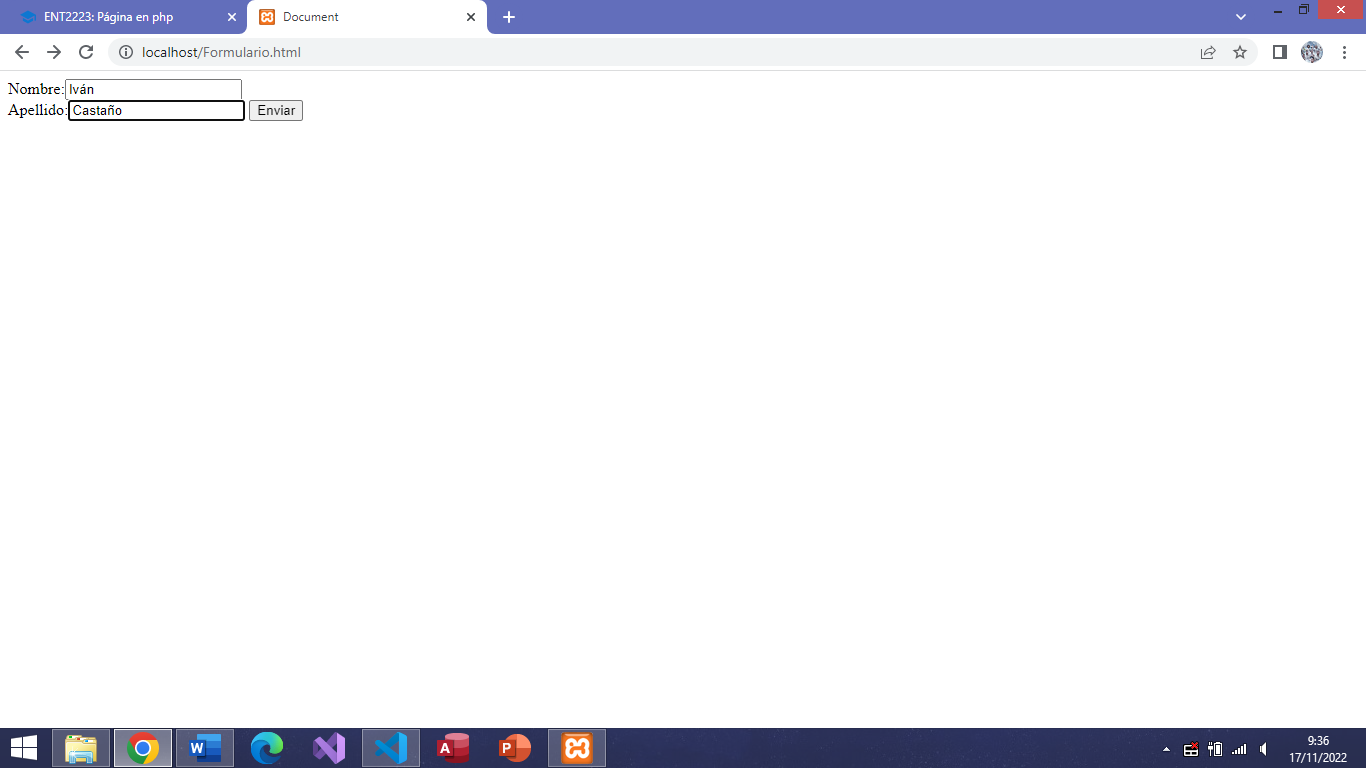 ENT2223: Página en php
Document
localhost/Formulario.html
Nombre: Iván
Apellido: Castaño Enviar
W
A
P
9:36
17/11/2022